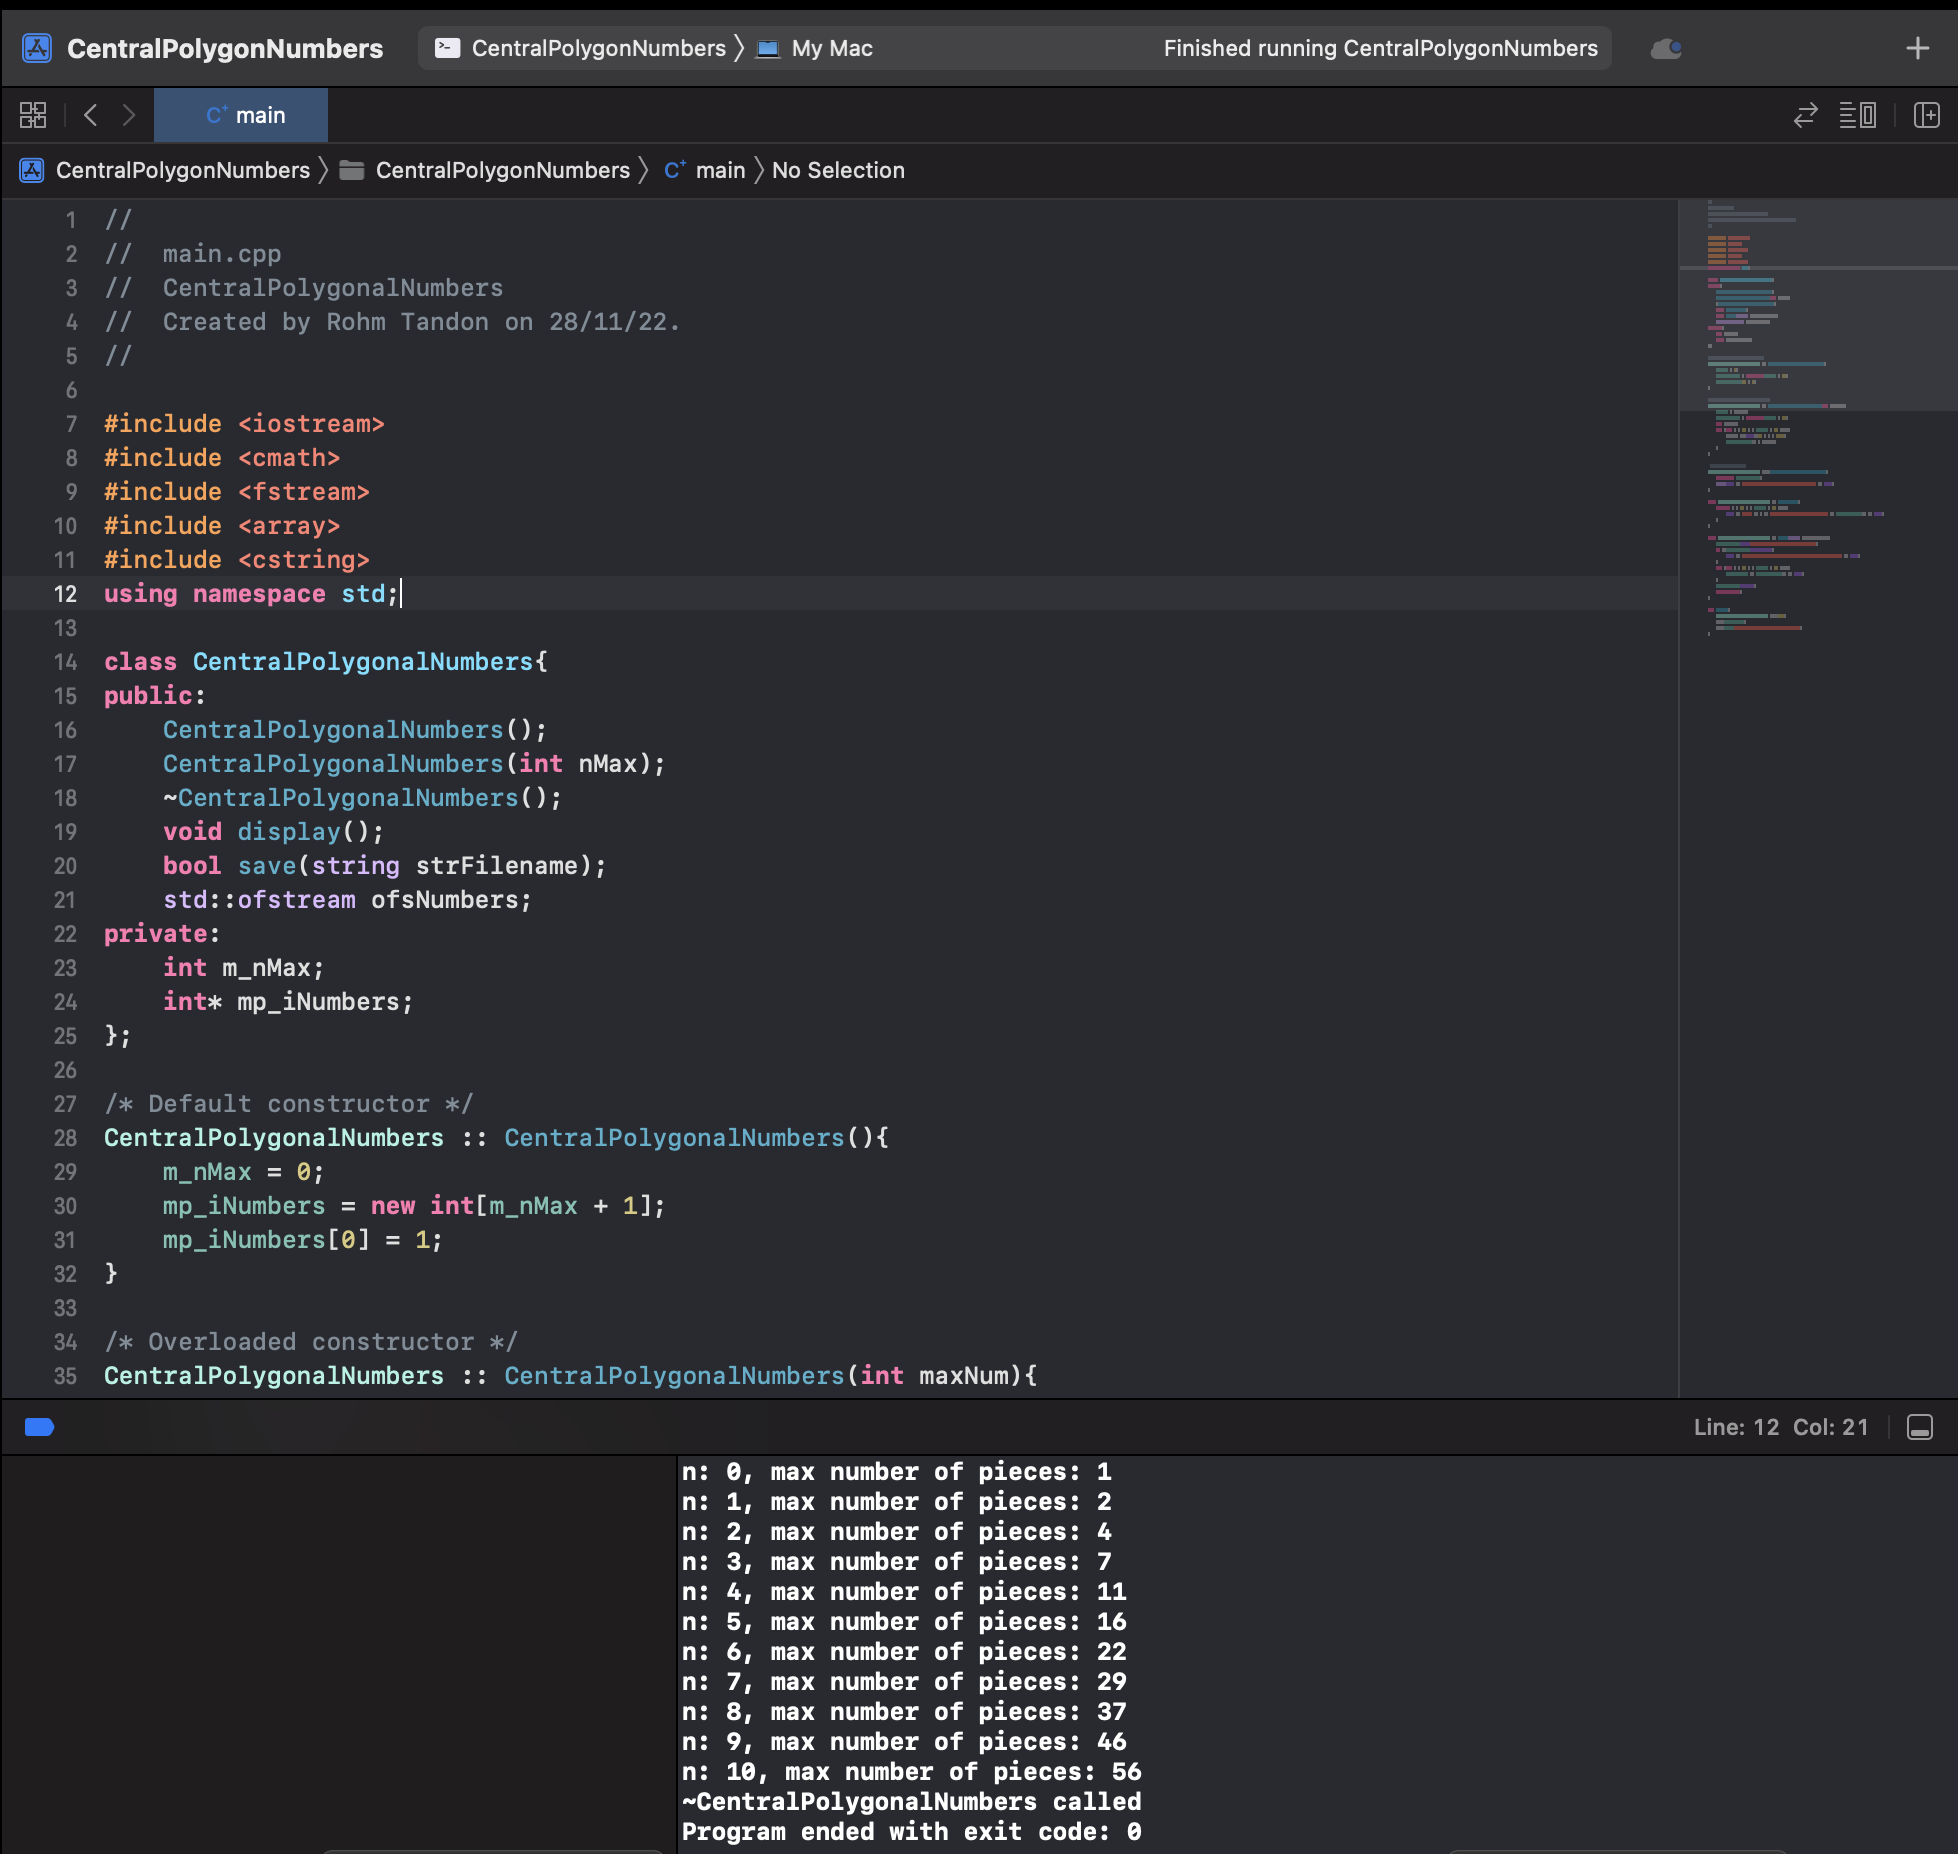 CentralPolygonNumbers
CentralPolygonNumbers My Mac Finished running CentralPolygonNumbers
main
CentralPolygonNumbers CentralPolygonNumbers main No Selection
1 //
2 //  main.cpp
3 //  CentralPolygonalNumbers
4 //  Created by Rohm Tandon on 28/11/22.
5 //
6
7 #include <iostream>
8 #include <cmath>
9 #include <fstream>
10 #include <array>
11 #include <cstring>
12 using namespace std;
13
14 class CentralPolygonalNumbers{
15 public:
16     CentralPolygonalNumbers();
17     CentralPolygonalNumbers(int nMax);
18     ~CentralPolygonalNumbers();
19     void display();
20     bool save(string strFilename);
21     std::ofstream ofsNumbers;
22 private:
23     int m_nMax;
24     int* mp_iNumbers;
25 };
26
27 /* Default constructor */
28 CentralPolygonalNumbers :: CentralPolygonalNumbers(){
29     m_nMax = 0;
30     mp_iNumbers = new int[m_nMax + 1];
31     mp_iNumbers[0] = 1;
32 }
33
34 /* Overloaded constructor */
35 CentralPolygonalNumbers :: CentralPolygonalNumbers(int maxNum){
Line: 12 Col: 21
n: 0, max number of pieces: 1
n: 1, max number of pieces: 2
n: 2, max number of pieces: 4
n: 3, max number of pieces: 7
n: 4, max number of pieces: 11
n: 5, max number of pieces: 16
n: 6, max number of pieces: 22
n: 7, max number of pieces: 29
n: 8, max number of pieces: 37
n: 9, max number of pieces: 46
n: 10, max number of pieces: 56
~CentralPolygonalNumbers called
Program ended with exit code: 0